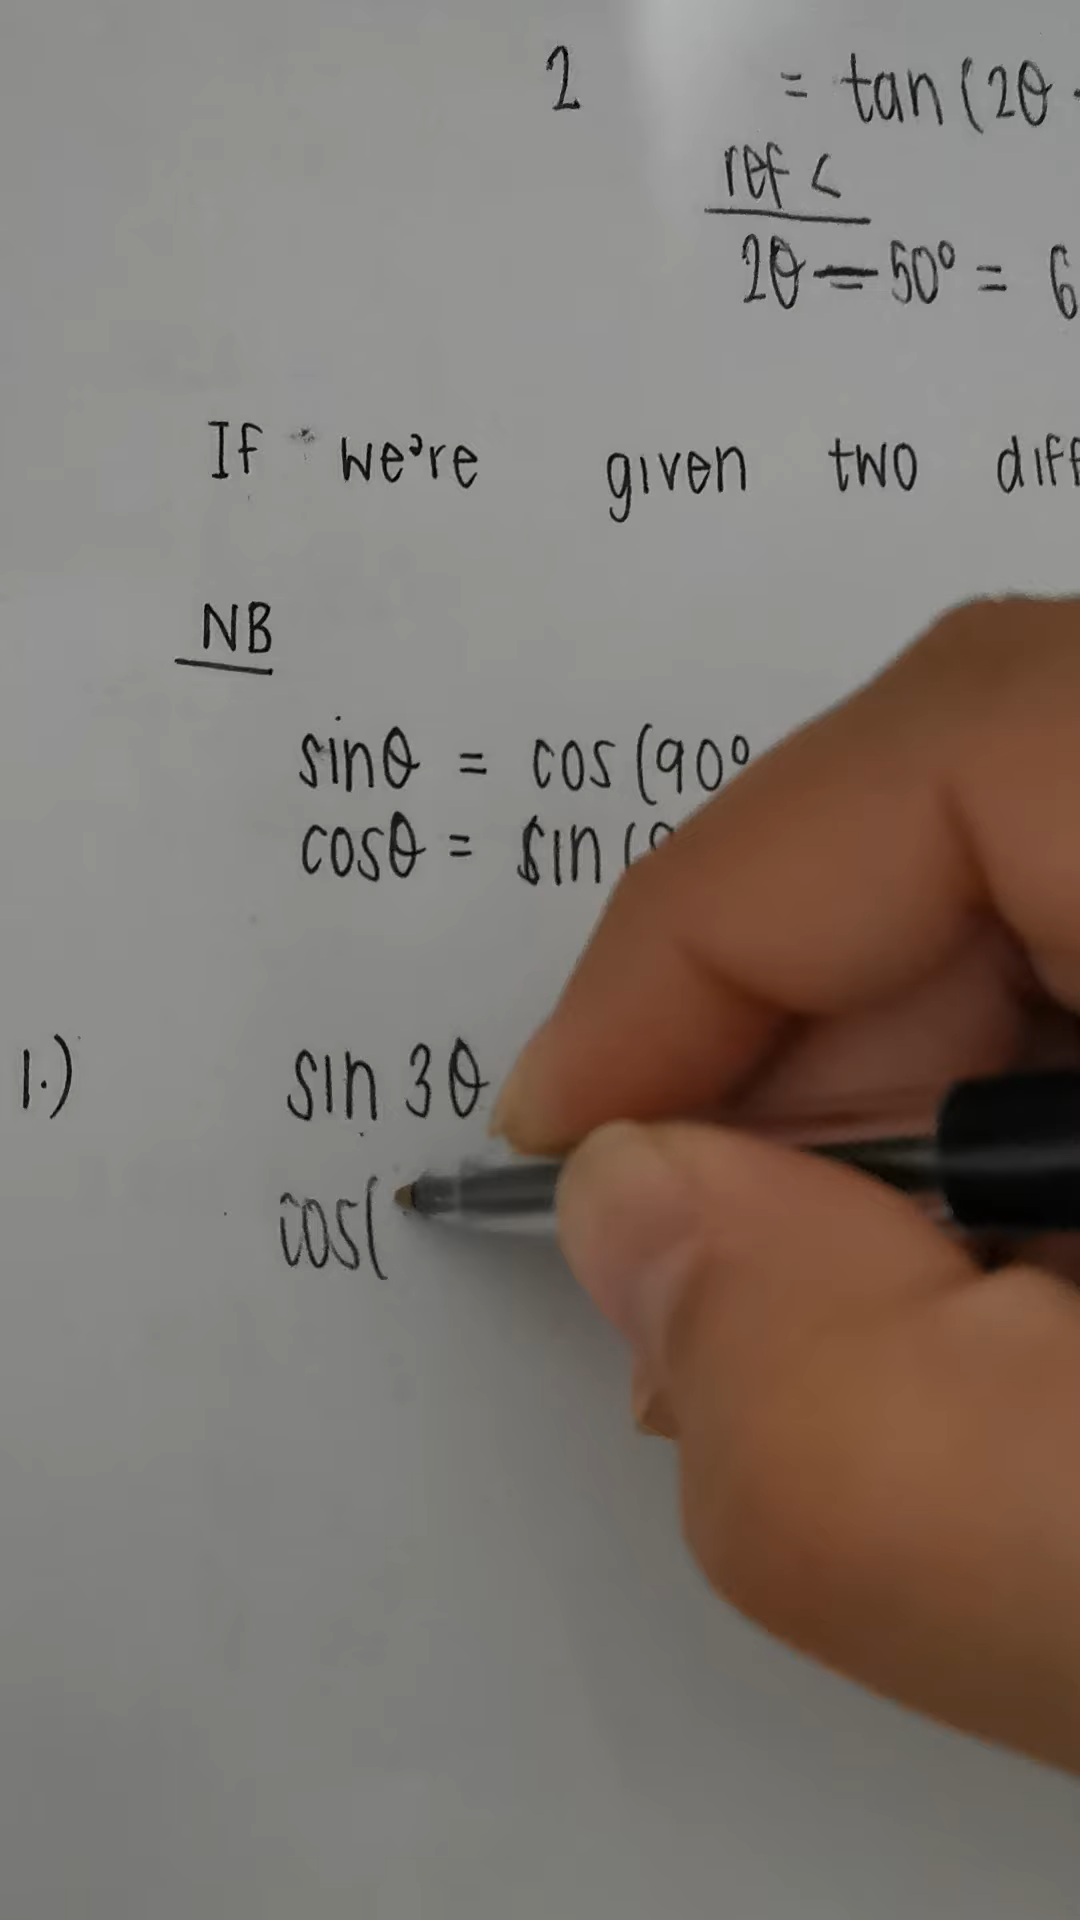 2 = tan (2θ
ref <
2θ — 50° = 6
If we're given two diff
NB
sinθ = cos (90°
cosθ = sin (
1.) sin 3θ
cos(